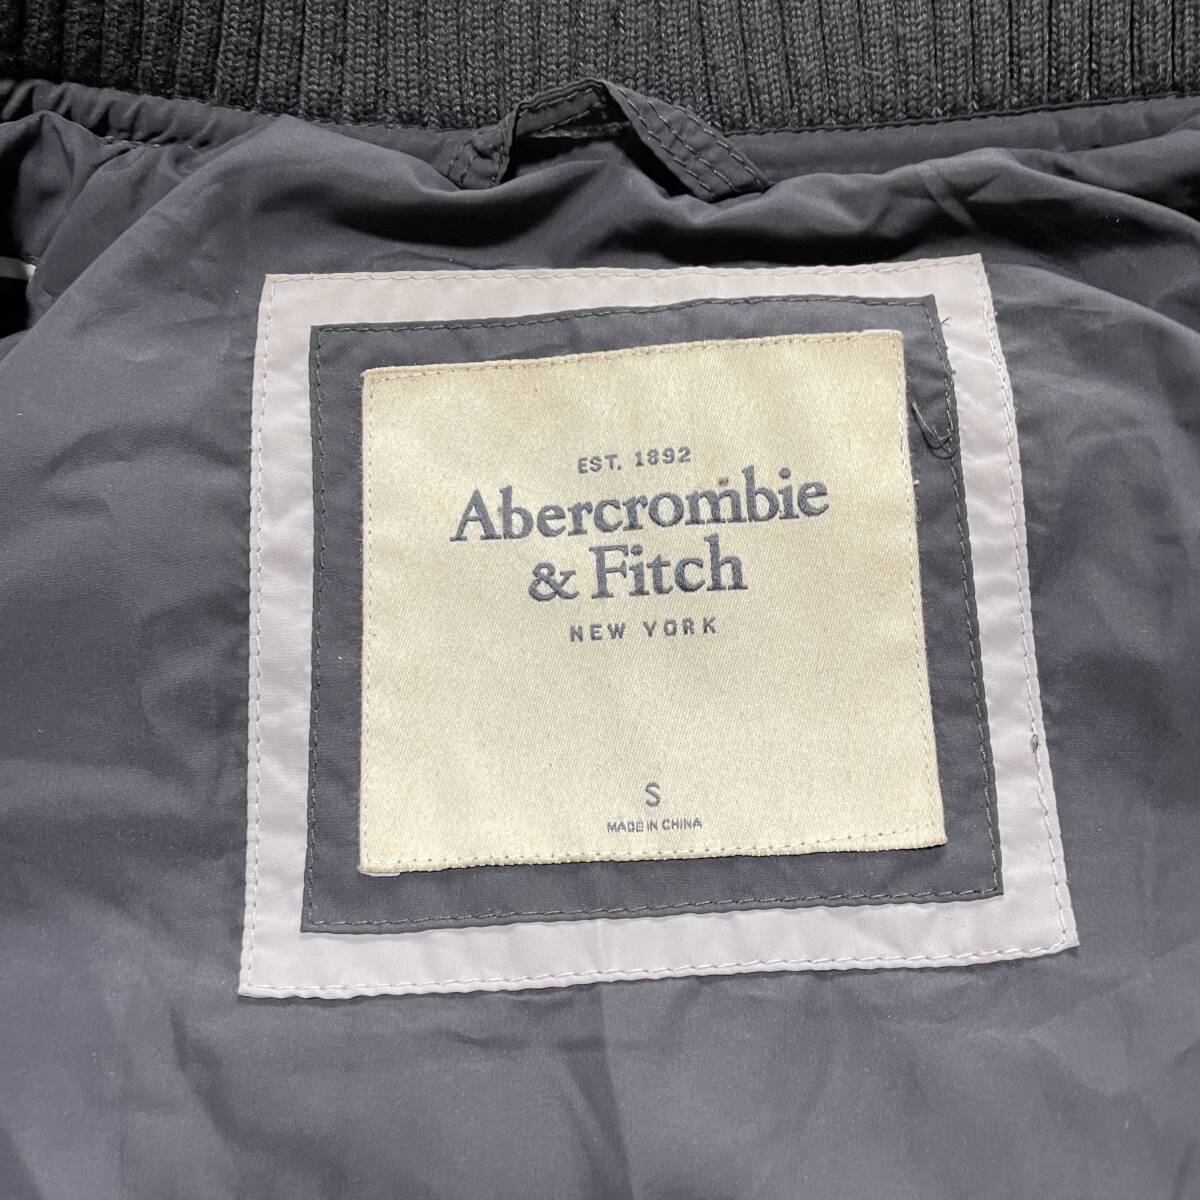 EST. 1892
Abercrombie
& Fitch
NEW YORK
S
MADE IN CHINA